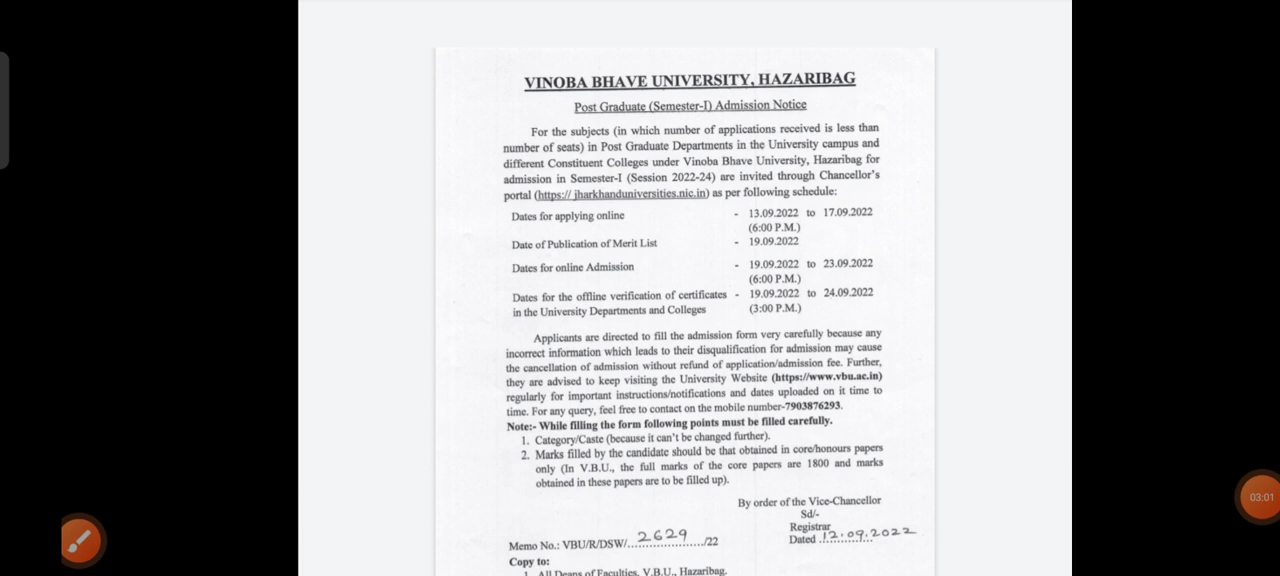 VINOBA BHAVE UNIVERSITY, HAZARIBAG
Post Graduate (Semester-I) Admission Notice
For the subjects (in which number of applications received is less than
number of seats) in Post Graduate Departments in the University campus and
different Constituent Colleges under Vinoba Bhave University, Hazaribag for
admission in Semester-I (Session 2022-24) are invited through Chancellor's
portal (https:// jharkhanduniversities.nic.in) as per following schedule:
Dates for applying online - 13.09.2022 to 17.09.2022
(6:00 P.M.)
Date of Publication of Merit List - 19.09.2022
Dates for online Admission - 19.09.2022 to 23.09.2022
(6:00 P.M.)
Dates for the offline verification of certificates - 19.09.2022 to 24.09.2022
in the University Departments and Colleges (3:00 P.M.)
Applicants are directed to fill the admission form very carefully because any
incorrect information which leads to their disqualification for admission may cause
the cancellation of admission without refund of application/admission fee. Further,
they are advised to keep visiting the University Website (https://www.vbu.ac.in)
regularly for important instructions/notifications and dates uploaded on it time to
time. For any query, feel free to contact on the mobile number-7903876293.
Note:- While filling the form following points must be filled carefully.
1. Category/Caste (because it can't be changed further).
2. Marks filled by the candidate should be that obtained in core/honours papers
only (In V.B.U., the full marks of the core papers are 1800 and marks
obtained in these papers are to be filled up).
By order of the Vice-Chancellor
Sd/-
Registrar
Memo No.: VBU/R/DSW/...2629.../22 Dated 12.09.2022
Copy to:
1. All Deans of Faculties, V.B.U., Hazaribag.
03:01